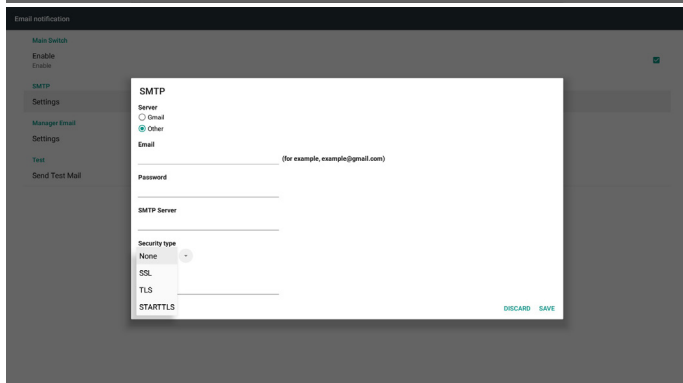 Email notification
Main Switch
Enable
Enable
SMTP
Settings
Manager Email
Settings
Test
Send Test Mail
SMTP
Server
Gmail
Other
Email
(for example, example@gmail.com)
Password
SMTP Server
Security type
None
SSL
TLS
STARTTLS
DISCARD SAVE